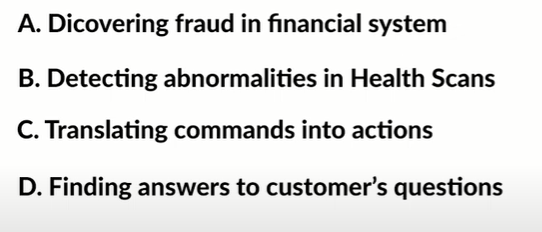 A. Dicovering fraud in financial system
B. Detecting abnormalities in Health Scans
C. Translating commands into actions
D. Finding answers to customer's questions